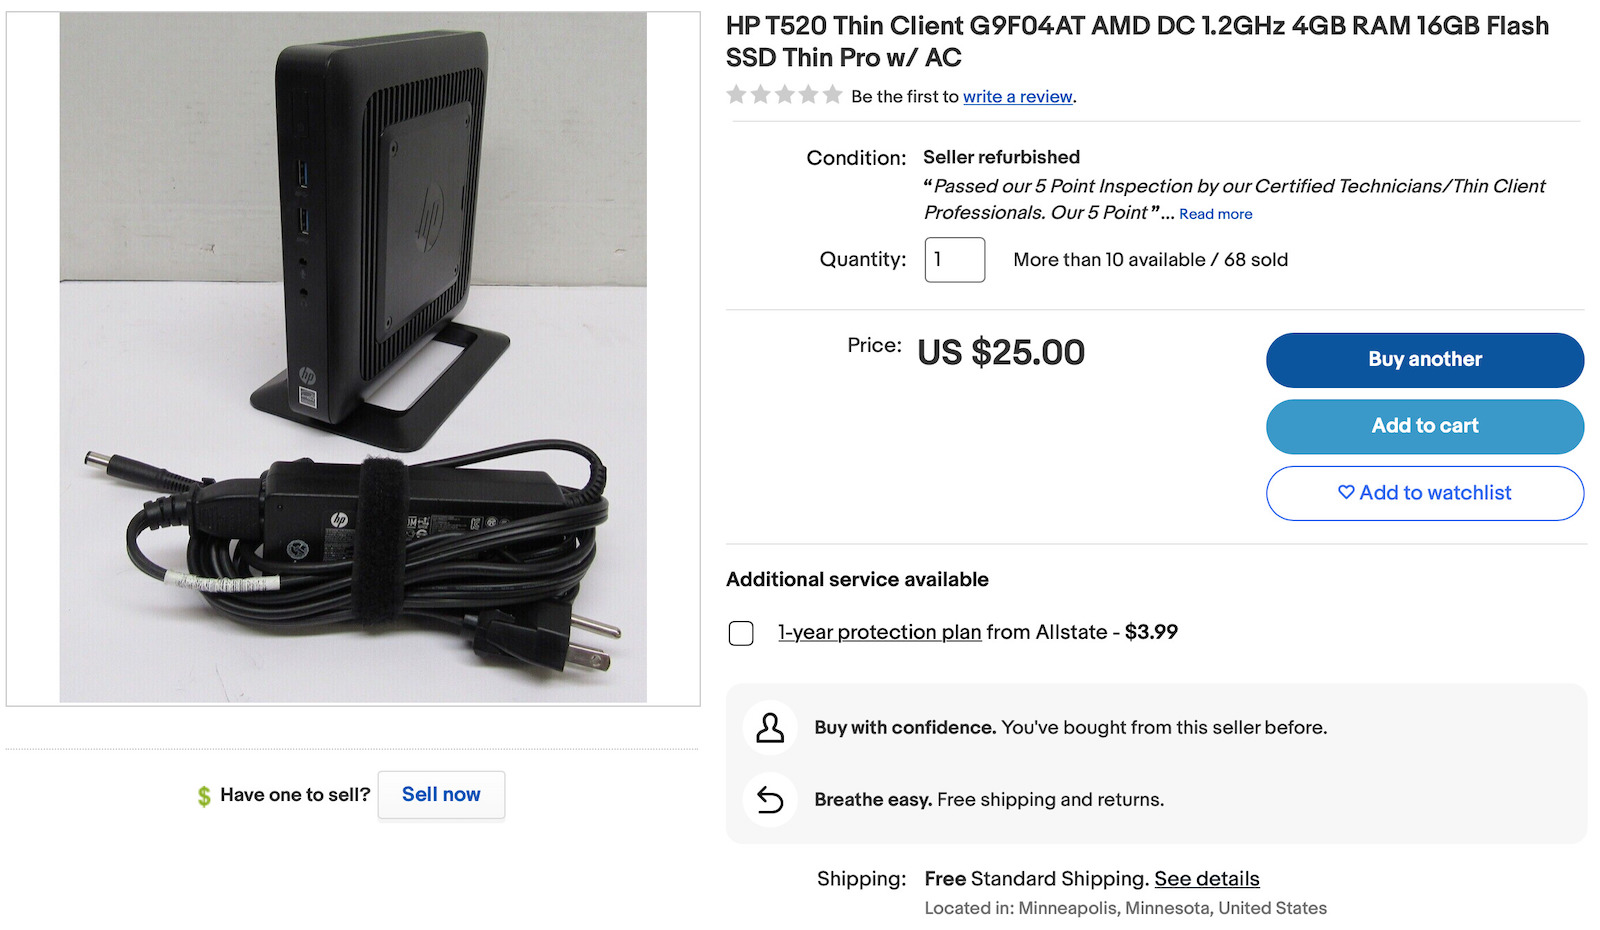 HP T520 Thin Client G9F04AT AMD DC 1.2GHz 4GB RAM 16GB Flash
SSD Thin Pro w/ AC
Be the first to write a review.
Condition: Seller refurbished
“Passed our 5 Point Inspection by our Certified Technicians/Thin Client
Professionals. Our 5 Point”... Read more
Quantity: 1 More than 10 available / 68 sold
Price: US $25.00
Buy another
Add to cart
Add to watchlist
Additional service available
1-year protection plan from Allstate - $3.99
Buy with confidence. You've bought from this seller before.
Breathe easy. Free shipping and returns.
Shipping: Free Standard Shipping. See details
Located in: Minneapolis, Minnesota, United States
hp
hp
hp
$ Have one to sell? Sell now